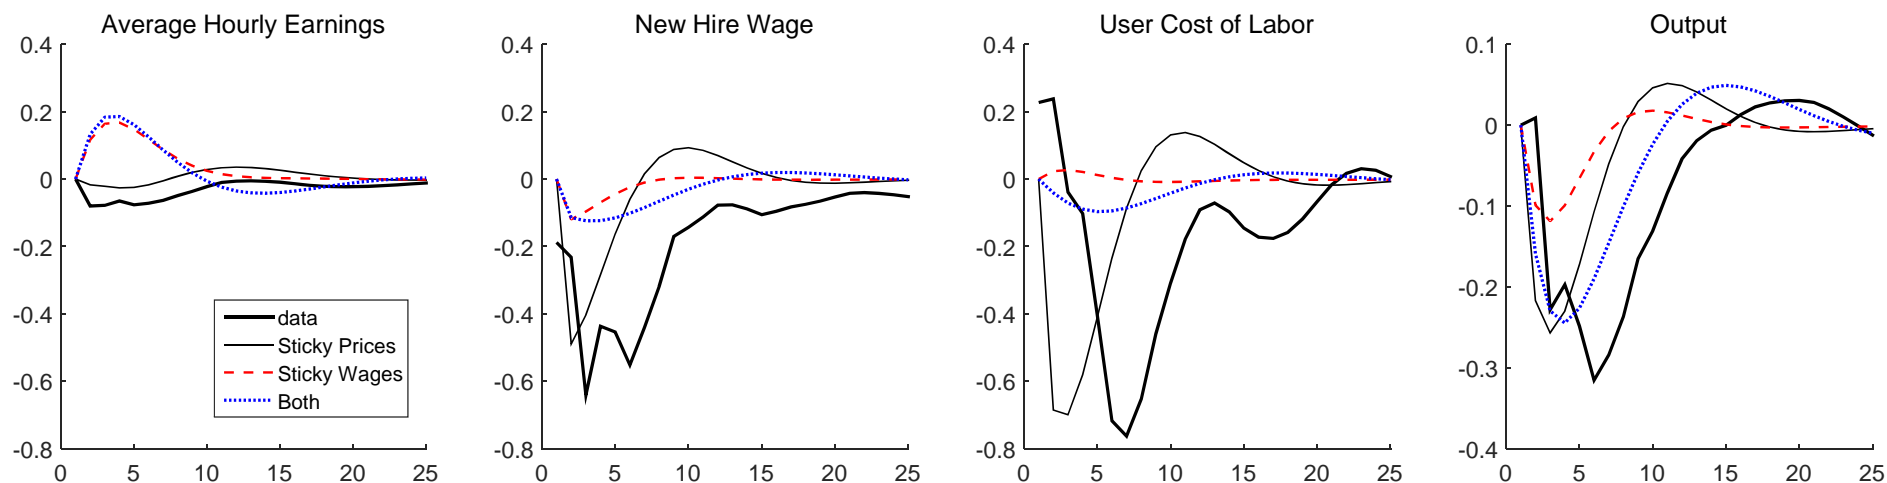 Average Hourly Earnings
0.4
0.2
0
-0.2
-0.4
-0.6
-0.8
0 5 10 15 20 25
data
Sticky Prices
Sticky Wages
Both
New Hire Wage
0.4
0.2
0
-0.2
-0.4
-0.6
-0.8
0 5 10 15 20 25
User Cost of Labor
0.4
0.2
0
-0.2
-0.4
-0.6
-0.8
0 5 10 15 20 25
Output
0.1
0
-0.1
-0.2
-0.3
-0.4
0 5 10 15 20 25